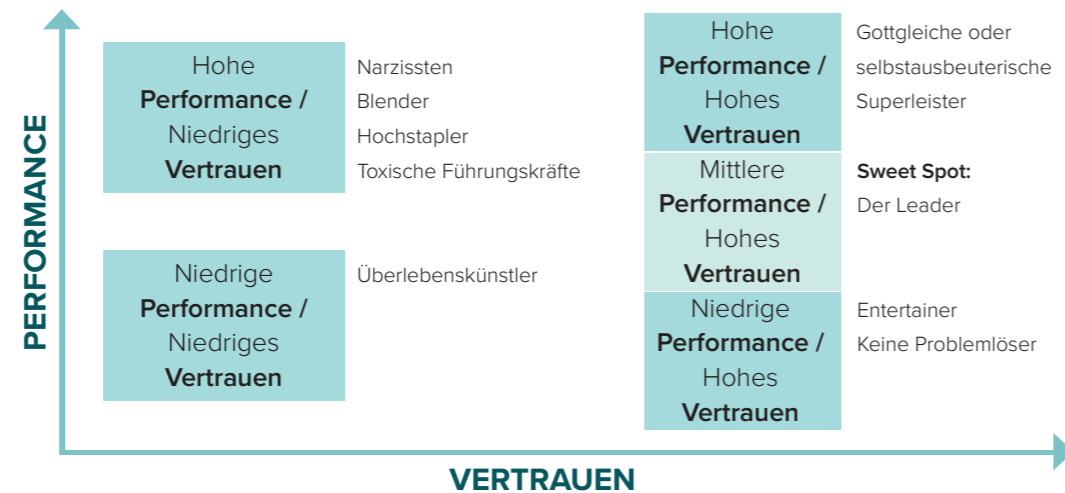 PERFORMANCE
Hohe
Performance /
Niedriges
Vertrauen
Narzissten
Blender
Hochstapler
Toxische Führungskräfte
Hohe
Performance /
Hohes
Vertrauen
Gottgleiche oder
selbstausbeuterische
Superleister
Mittlere
Performance /
Hohes
Vertrauen
Sweet Spot:
Der Leader
Niedrige
Performance /
Niedriges
Vertrauen
Überlebenskünstler
Niedrige
Performance /
Hohes
Vertrauen
Entertainer
Keine Problemlöser
VERTRAUEN